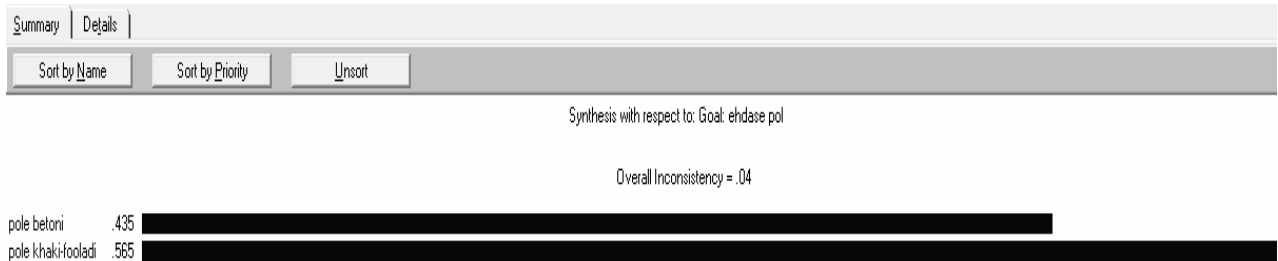 Summary Details
Sort by Name Sort by Priority Unsort
Synthesis with respect to: Goal: ehdase pol
Overall Inconsistency = .04
pole betoni .435
pole khaki-fooladi .565